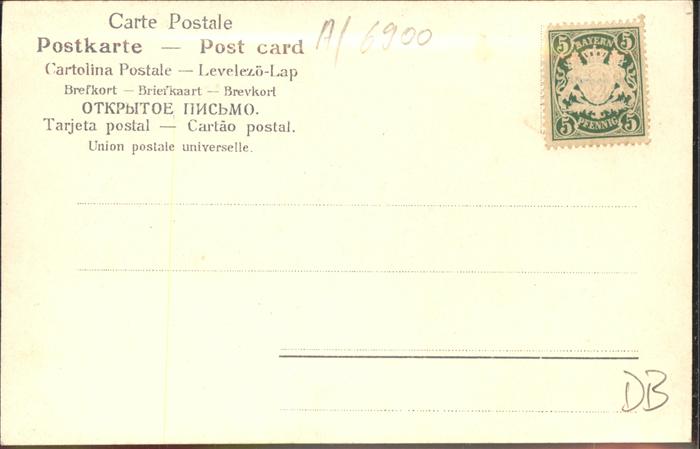 Carte Postale
Postkarte — Post card
Cartolina Postale — Levelező-Lap
Brefkort — Briefkaart — Brevkort
ОТКРЫТОЕ ПИСЬМО.
Tarjeta postal — Cartão postal.
Union postale universelle.
A/ 6900
5 BAYERN 5
5 PFENNIG 5
DB